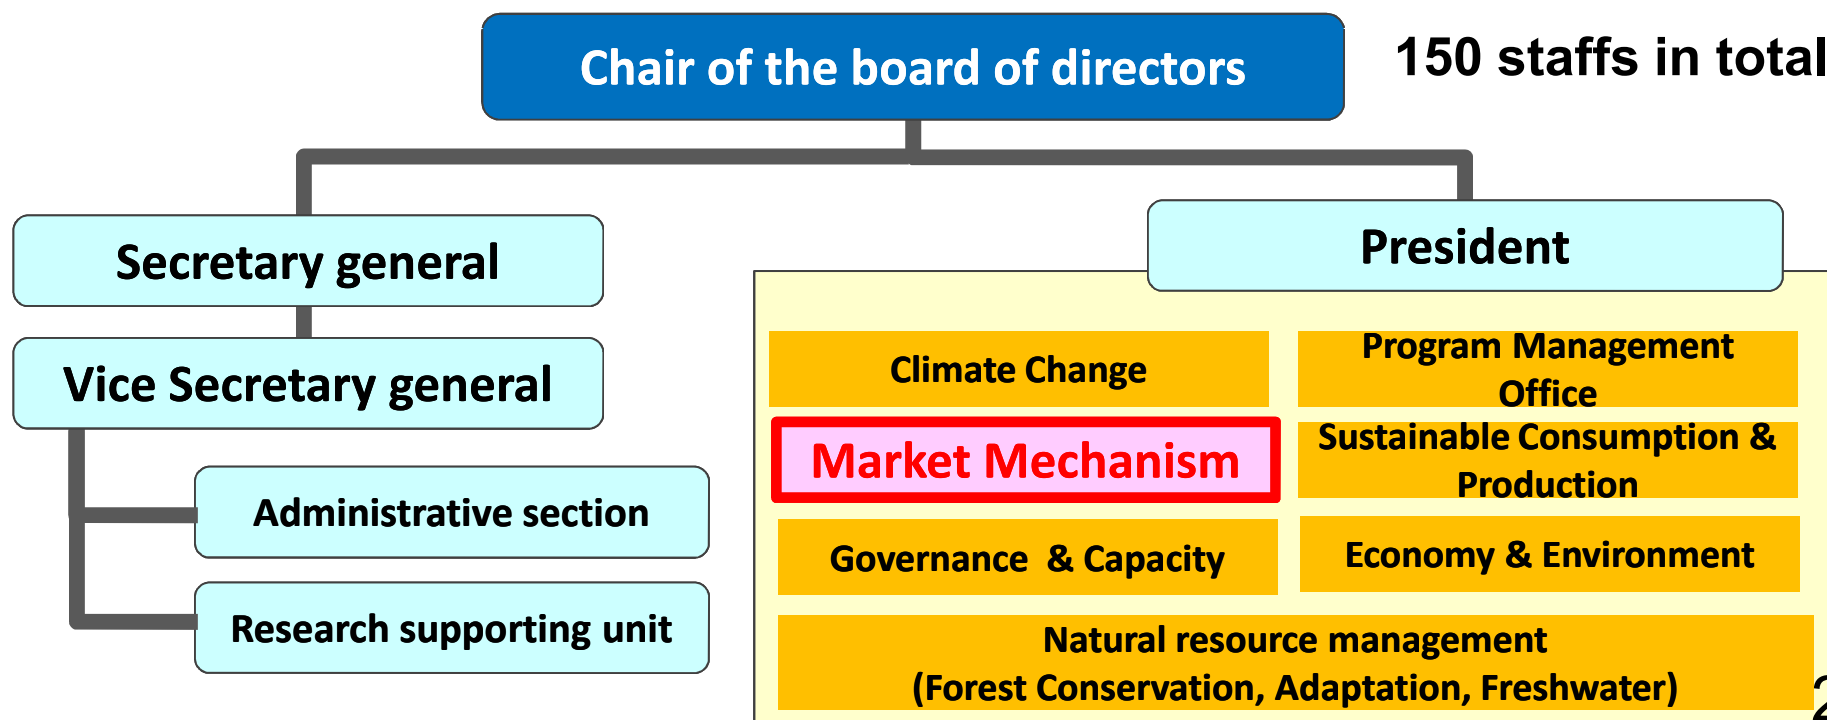 Chair of the board of directors
150 staffs in total
Secretary general
President
Vice Secretary general
Climate Change
Program Management
Office
Market Mechanism
Sustainable Consumption &
Production
Administrative section
Governance & Capacity
Economy & Environment
Research supporting unit
Natural resource management
(Forest Conservation, Adaptation, Freshwater)